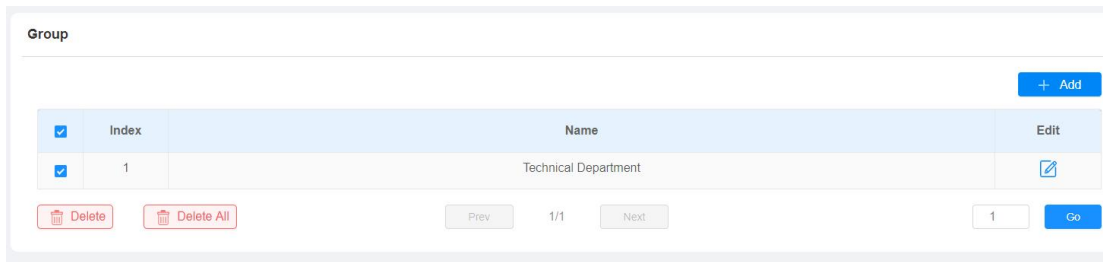 Group
+ Add
Index Name Edit
1 Technical Department
Delete Delete All Prev 1/1 Next 1 Go